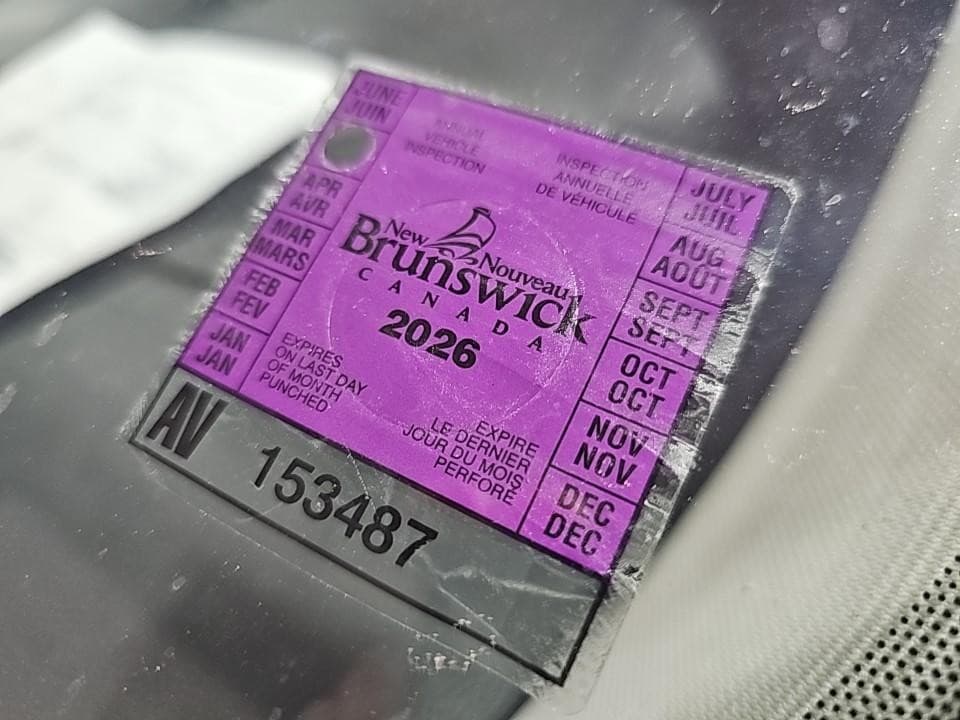 JUNE
JUIN
APR
AVR
MAR
MARS
FEB
FEV
JAN
JAN
ANNUAL
VEHICLE
INSPECTION
INSPECTION
ANNUELLE
DE VÉHICULE
New Nouveau
Brunswick
CANADA
2026
EXPIRES
ON LAST DAY
OF MONTH
PUNCHED
EXPIRE
LE DERNIER
JOUR DU MOIS
PERFORÉ
JULY
JUIL
AUG
AOÛT
SEPT
SEPT
OCT
OCT
NOV
NOV
DEC
DEC
AV 153487